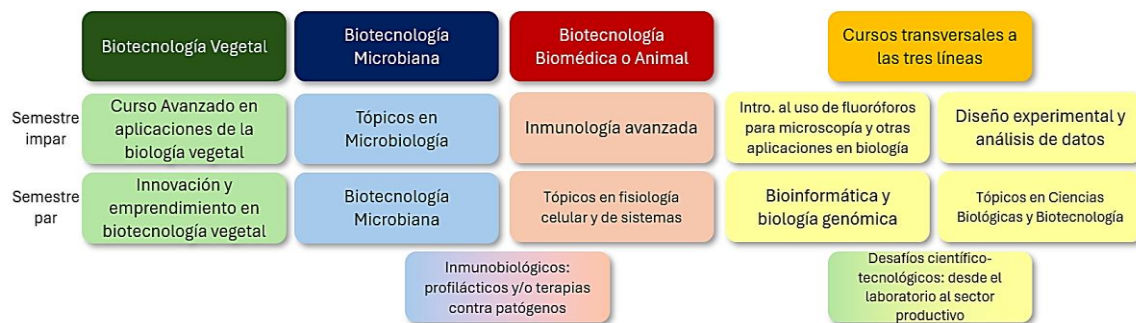 Biotecnología Vegetal
Biotecnología
Microbiana
Biotecnología
Biomédica o Animal
Cursos transversales a
las tres líneas
Semestre
impar
Curso Avanzado en
aplicaciones de la
biología vegetal
Tópicos en
Microbiología
Inmunología avanzada
Intro. al uso de fluoróforos
para microscopía y otras
aplicaciones en biología
Diseño experimental y
análisis de datos
Semestre
par
Innovación y
emprendimiento en
biotecnología vegetal
Biotecnología
Microbiana
Tópicos en fisiología
celular y de sistemas
Bioinformática y
biología genómica
Tópicos en Ciencias
Biológicas y Biotecnología
Inmunobiológicos:
profilácticos y/o terapias
contra patógenos
Desafíos científico-
tecnológicos: desde el
laboratorio al sector
productivo